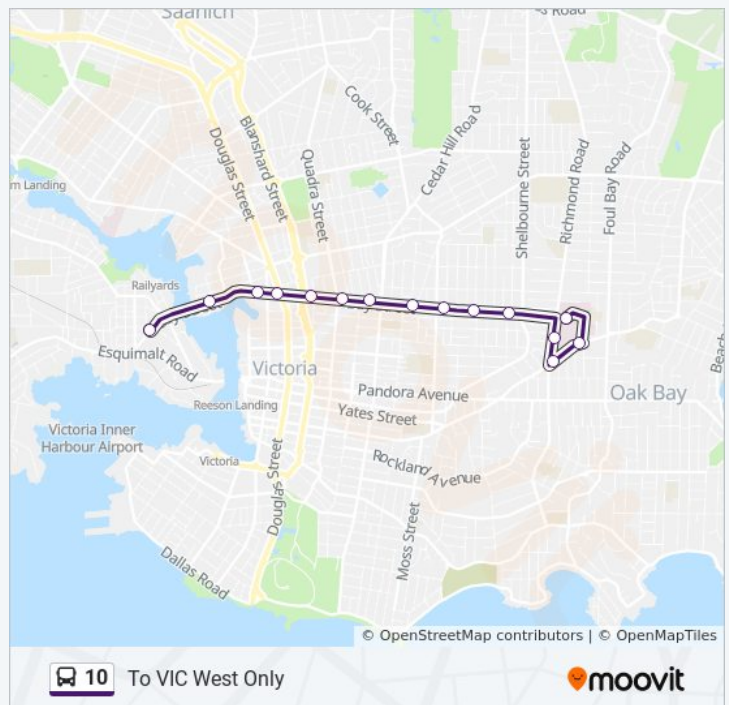 Saanich
Road
Cook Street
Cedar Hill Road
Douglas Street
Blanshard Street
Quadra Street
Shelbourne Street
Richmond Road
Foul Bay Road
m Landing
Railyards
Esquimalt Road
Victoria
Beach
Oak Bay
Pandora Avenue
Reeson Landing
Yates Street
Victoria Inner
Harbour Airport
Victoria
Douglas Street
Rockland Avenue
Moss Street
Dallas Road
© OpenStreetMap contributors | © OpenMapTiles
10 To VIC West Only
moovit